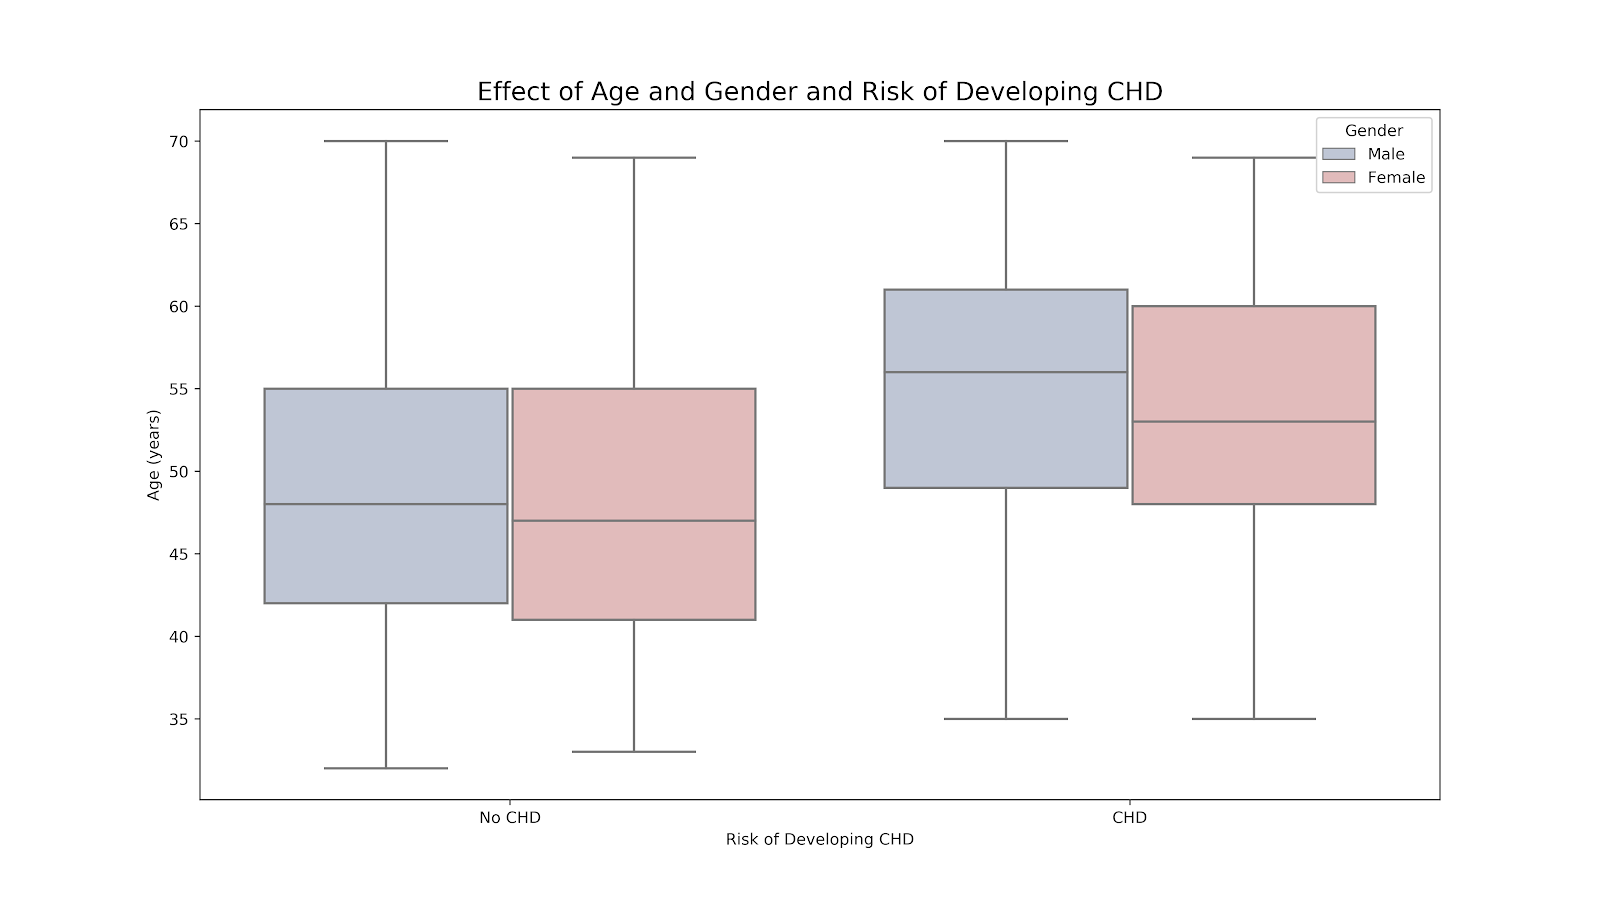 Effect of Age and Gender and Risk of Developing CHD
Gender
Male
Female
Age (years)
70
65
60
55
50
45
40
35
No CHD
CHD
Risk of Developing CHD